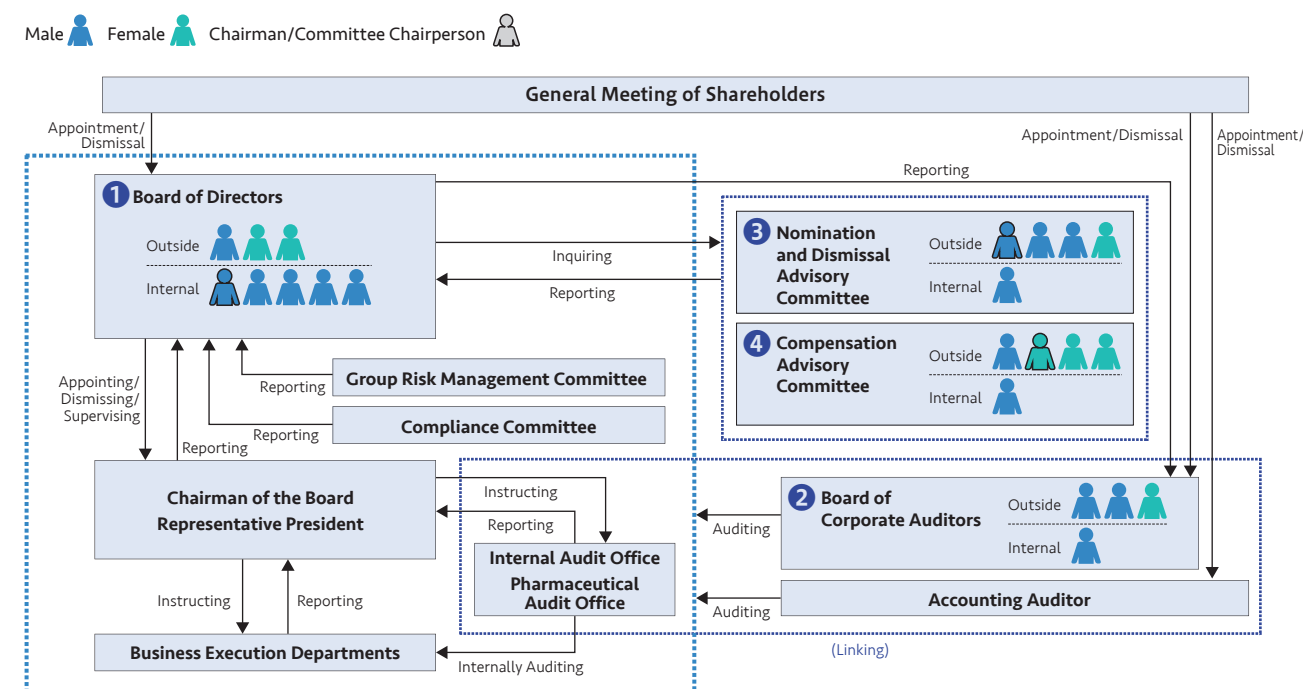 Male Female Chairman/Committee Chairperson
General Meeting of Shareholders
Appointment/
Dismissal
Appointment/Dismissal
Appointment/
Dismissal
Reporting
1 Board of Directors
Outside
Internal
Inquiring
Reporting
3 Nomination
and Dismissal
Advisory
Committee
Outside
Internal
4 Compensation
Advisory
Committee
Outside
Internal
Appointing/
Dismissing/
Supervising
Reporting
Reporting
Group Risk Management Committee
Reporting
Compliance Committee
Chairman of the Board
Representative President
Instructing
Reporting
Internal Audit Office
Pharmaceutical
Audit Office
Auditing
2 Board of
Corporate Auditors
Outside
Internal
Auditing
Accounting Auditor
Instructing
Reporting
Business Execution Departments
Internally Auditing
(Linking)